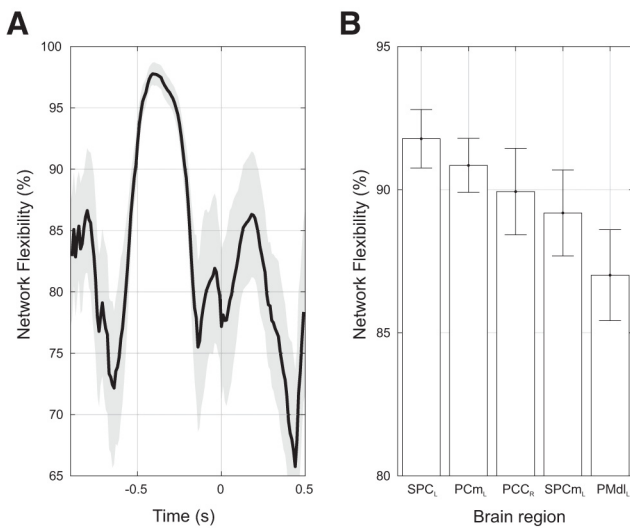 A
B
Network Flexibility (%)
100
95
90
85
80
75
70
65
-0.5
0
0.5
Time (s)
Network Flexibility (%)
95
90
85
80
SPCL PCmL PCCR SPCmL PMdlL
Brain region